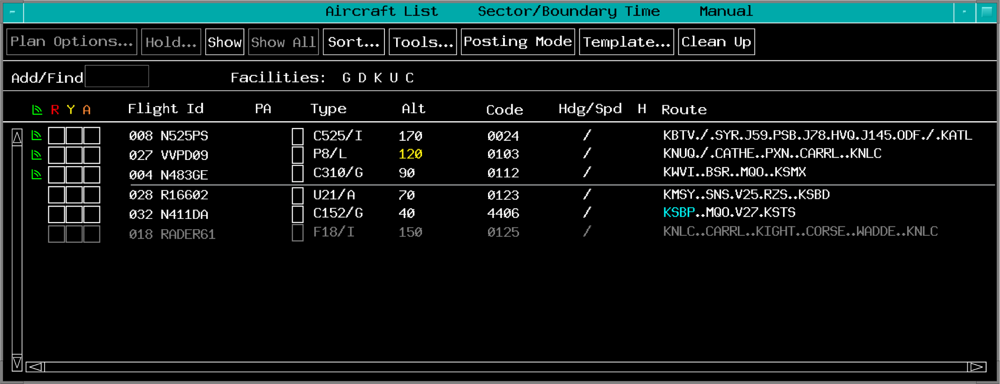 Aircraft List Sector/Boundary Time Manual
Plan Options... Hold... Show Show All Sort... Tools... Posting Mode Template... Clean Up
Add/Find Facilities: G D K U C
R Y A Flight Id PA Type Alt Code Hdg/Spd H Route
008 N525PS C525/I 170 0024 / KBTV./.SYR.J59.PSB.J78.HVQ.J145.ODF./.KATL
027 VVPD09 P8/L 120 0103 / KNUQ./.CATHE..PXN..CARRL..KNLC
004 N483GE C310/G 90 0112 / KWVI..BSR..MQO..KSMX
028 R16602 U21/A 70 0123 / KMSY..SNS.V25.RZS..KSBD
032 N411DA C152/G 40 4406 / KSBP..MQO.V27.KSTS
018 RADER61 F18/I 150 0125 / KNLC..CARRL..KIGHT..CORSE..WADDE..KNLC